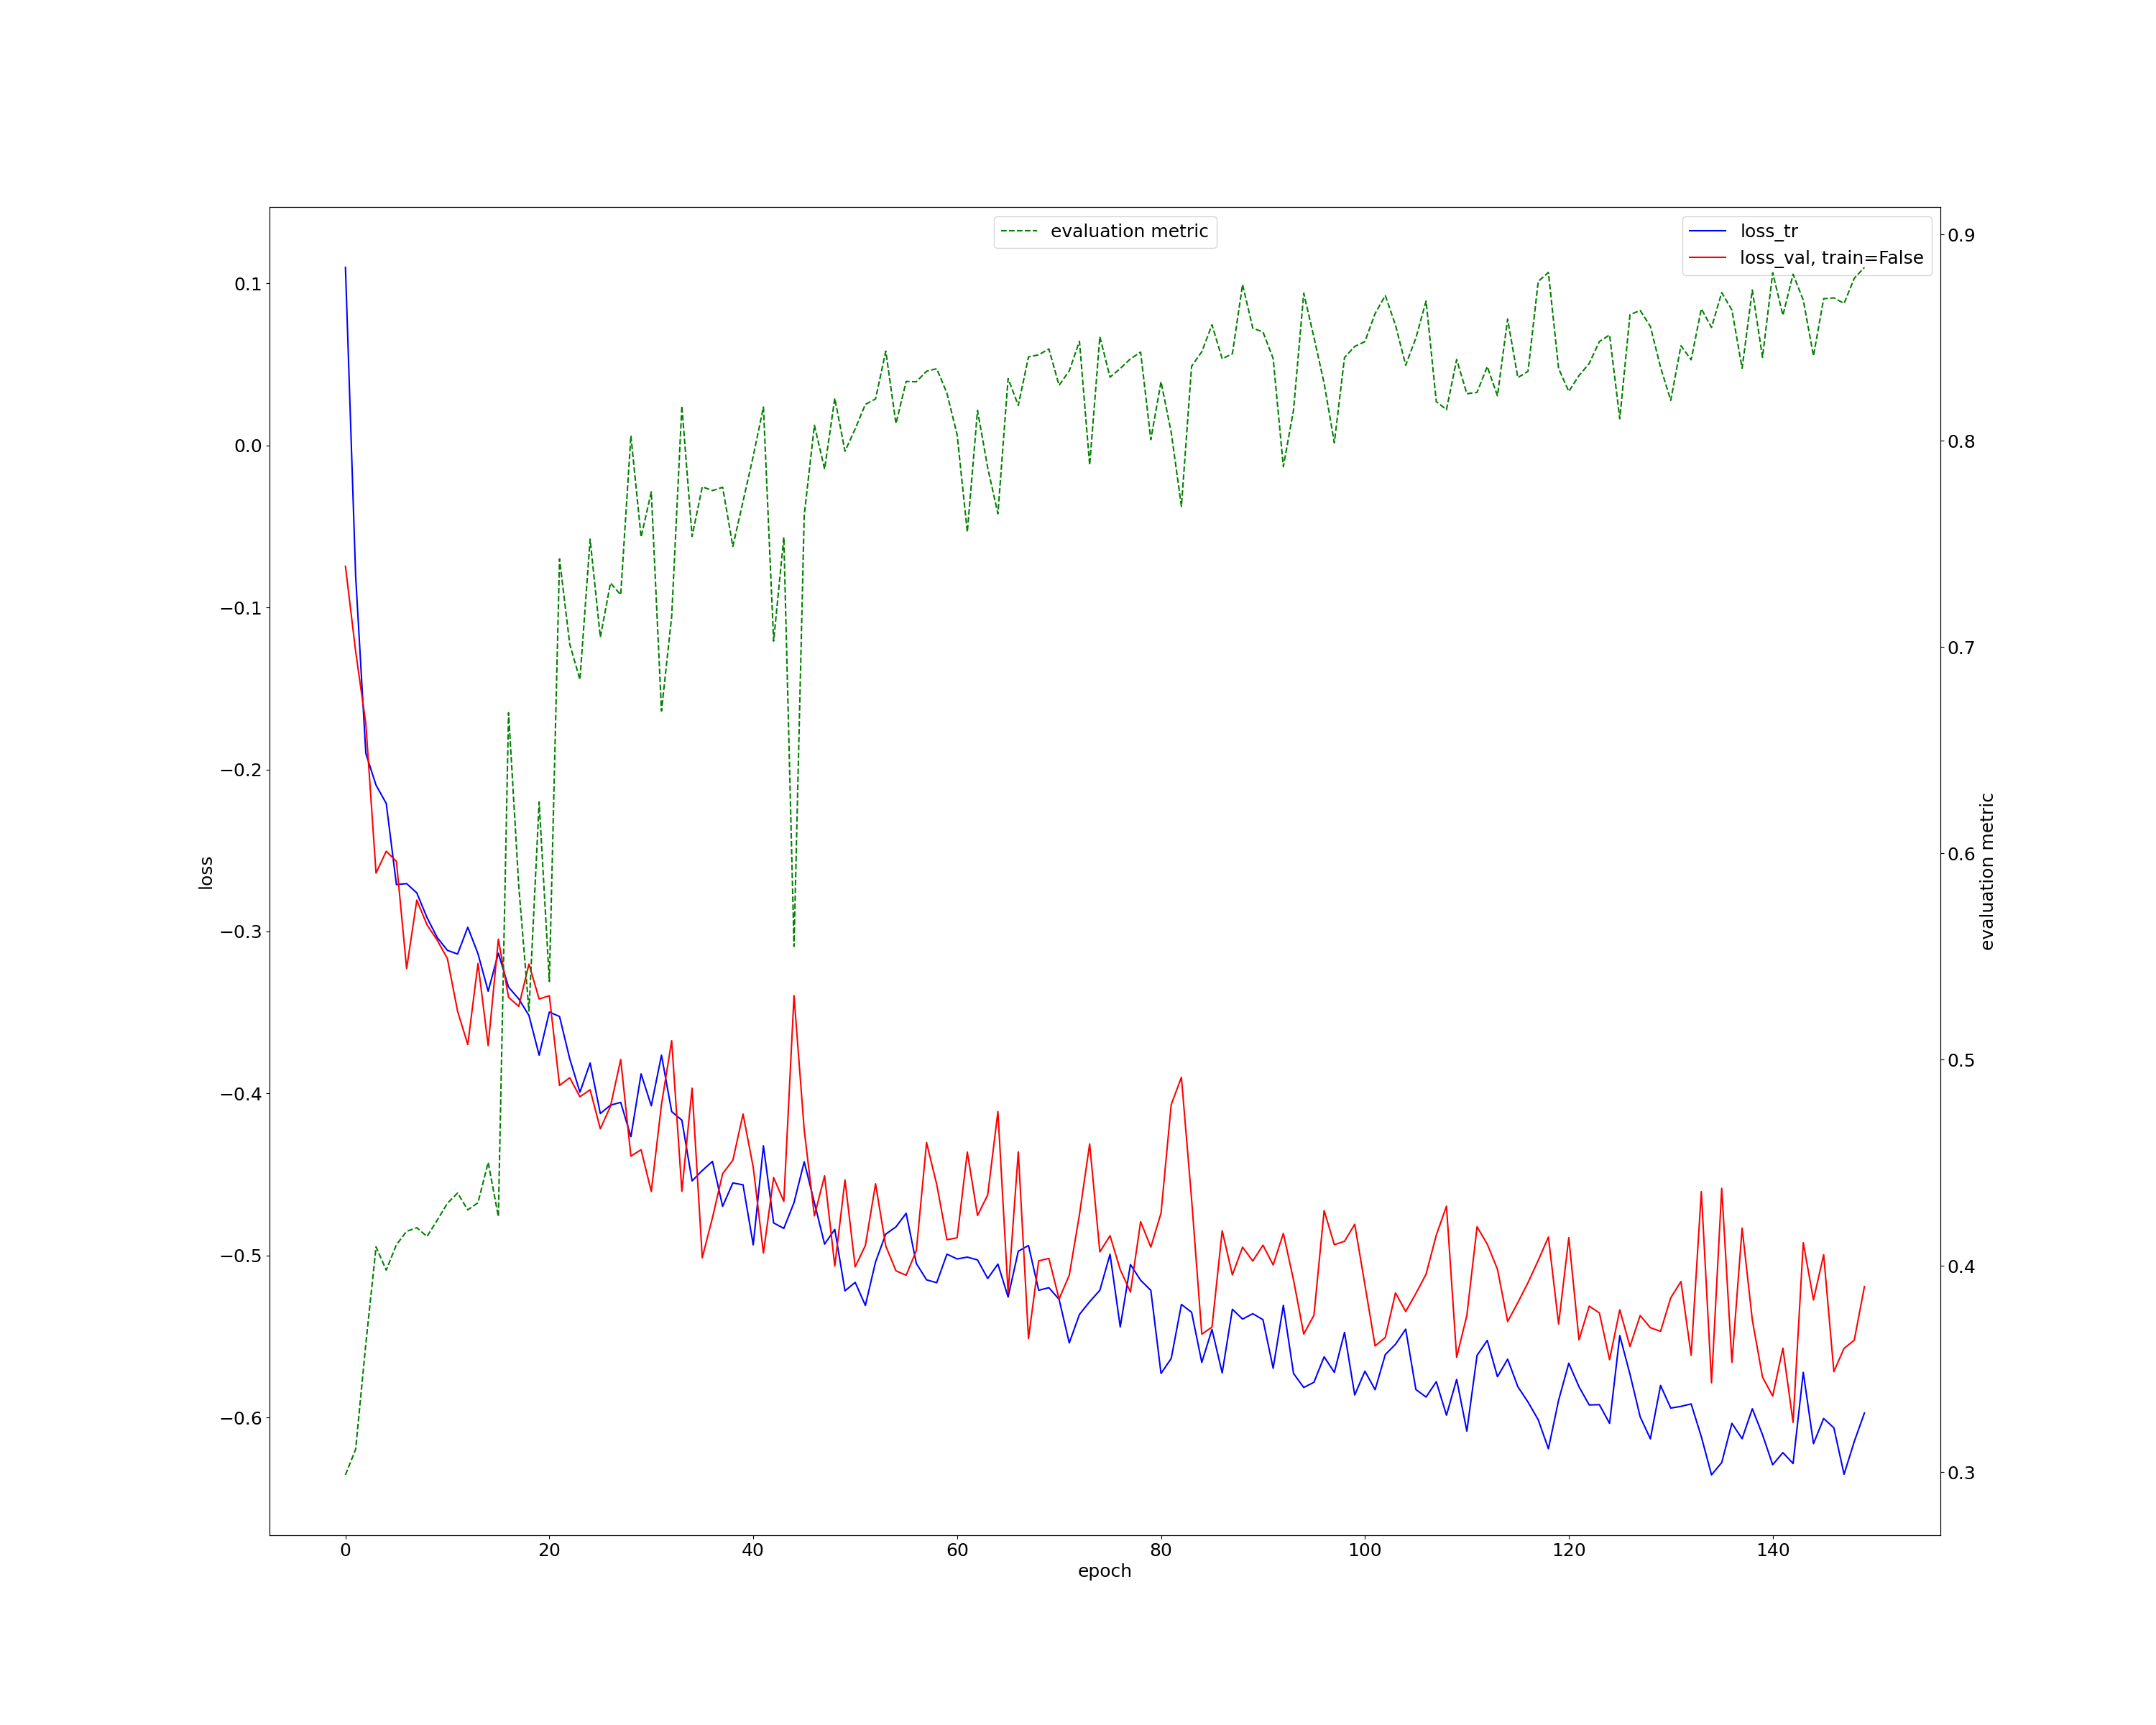 evaluation metric
loss_tr
loss_val, train=False
0.1
0.0
−0.1
−0.2
−0.3
−0.4
−0.5
−0.6
loss
0.9
0.8
0.7
0.6
0.5
0.4
0.3
evaluation metric
0 20 40 60 80 100 120 140
epoch